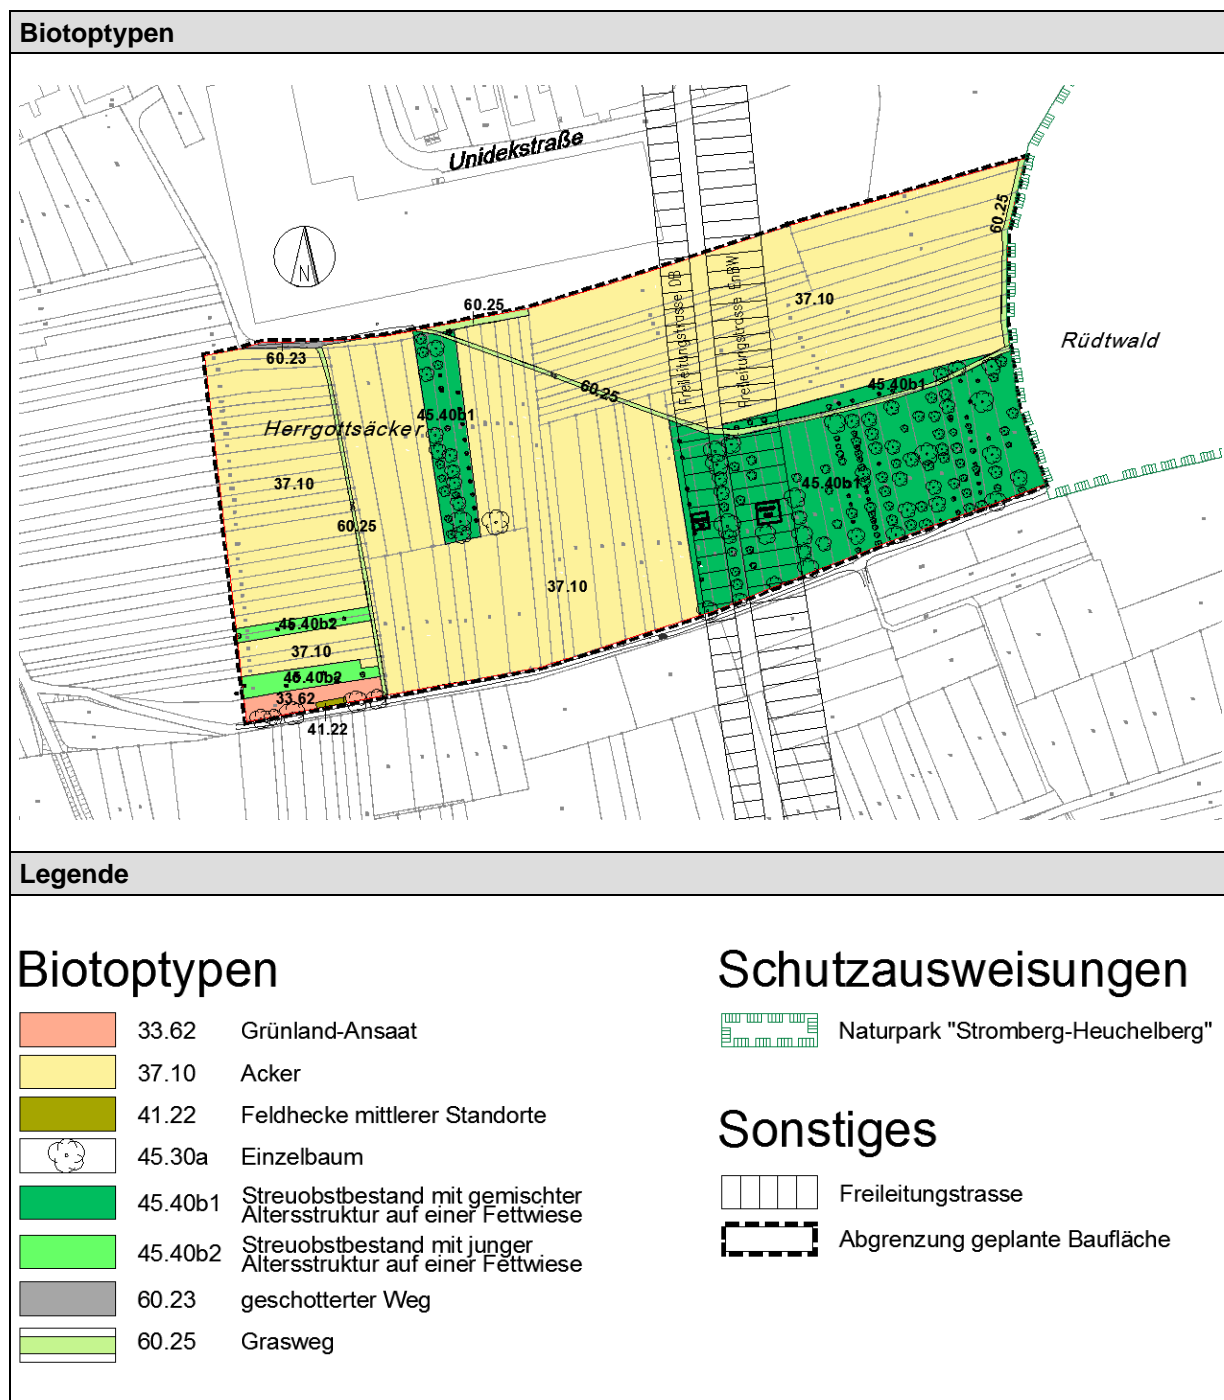 Biotoptypen
Unidekstraße
N
60.25
60.25
Freileitungstrasse DB
Freileitungstrasse EnBW
37.10
60.23
Rüdtwald
60.25
45.40b1
45.40b1
Herrgottsäcker
37.10
45.40b1
60.25
37.10
45.40b2
37.10
45.40b2
33.62
41.22
Legende
Biotoptypen
33.62 Grünland-Ansaat
37.10 Acker
41.22 Feldhecke mittlerer Standorte
45.30a Einzelbaum
45.40b1 Streuobstbestand mit gemischter
Altersstruktur auf einer Fettwiese
45.40b2 Streuobstbestand mit junger
Altersstruktur auf einer Fettwiese
60.23 geschotterter Weg
60.25 Grasweg
Schutzausweisungen
Naturpark "Stromberg-Heuchelberg"
Sonstiges
Freileitungstrasse
Abgrenzung geplante Baufläche